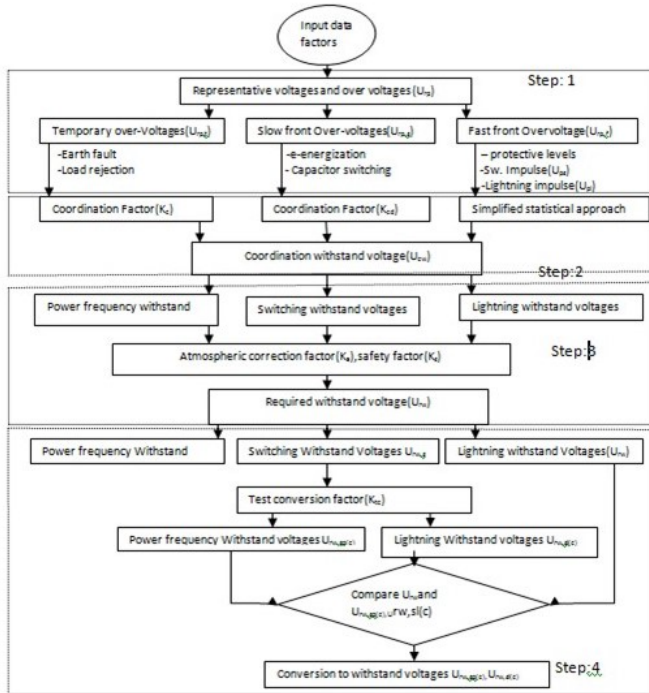 Input data
factors
Step: 1
Representative voltages and over voltages(Urp)
Temporary over-Voltages(Urp,t)
Slow front Over-voltages(Urp,s)
Fast front Overvoltage(Urp,f)
-Earth fault
-Load rejection
-e-energization
- Capacitor switching
– protective levels
-Sw. Impulse(Ups)
-Lightning impulse(Upl)
Coordination Factor(Kc)
Coordination Factor(Kcd)
Simplified statistical approach
Coordination withstand voltage(Ucw)
Step:2
Power frequency withstand
Switching withstand voltages
Lightning withstand voltages
Step:3
Atmospheric correction factor(Ka),safety factor(Ks)
Required withstand voltage(Urw)
Power frequency Withstand
Switching Withstand Voltages Urw,s
Lightning withstand Voltages(Urw)
Test conversion factor(Ktc)
Power frequency Withstand voltages
Lightning Withstand voltages
Compare Urw and
rw,sl(c)
Conversion to withstand voltages
Step:4